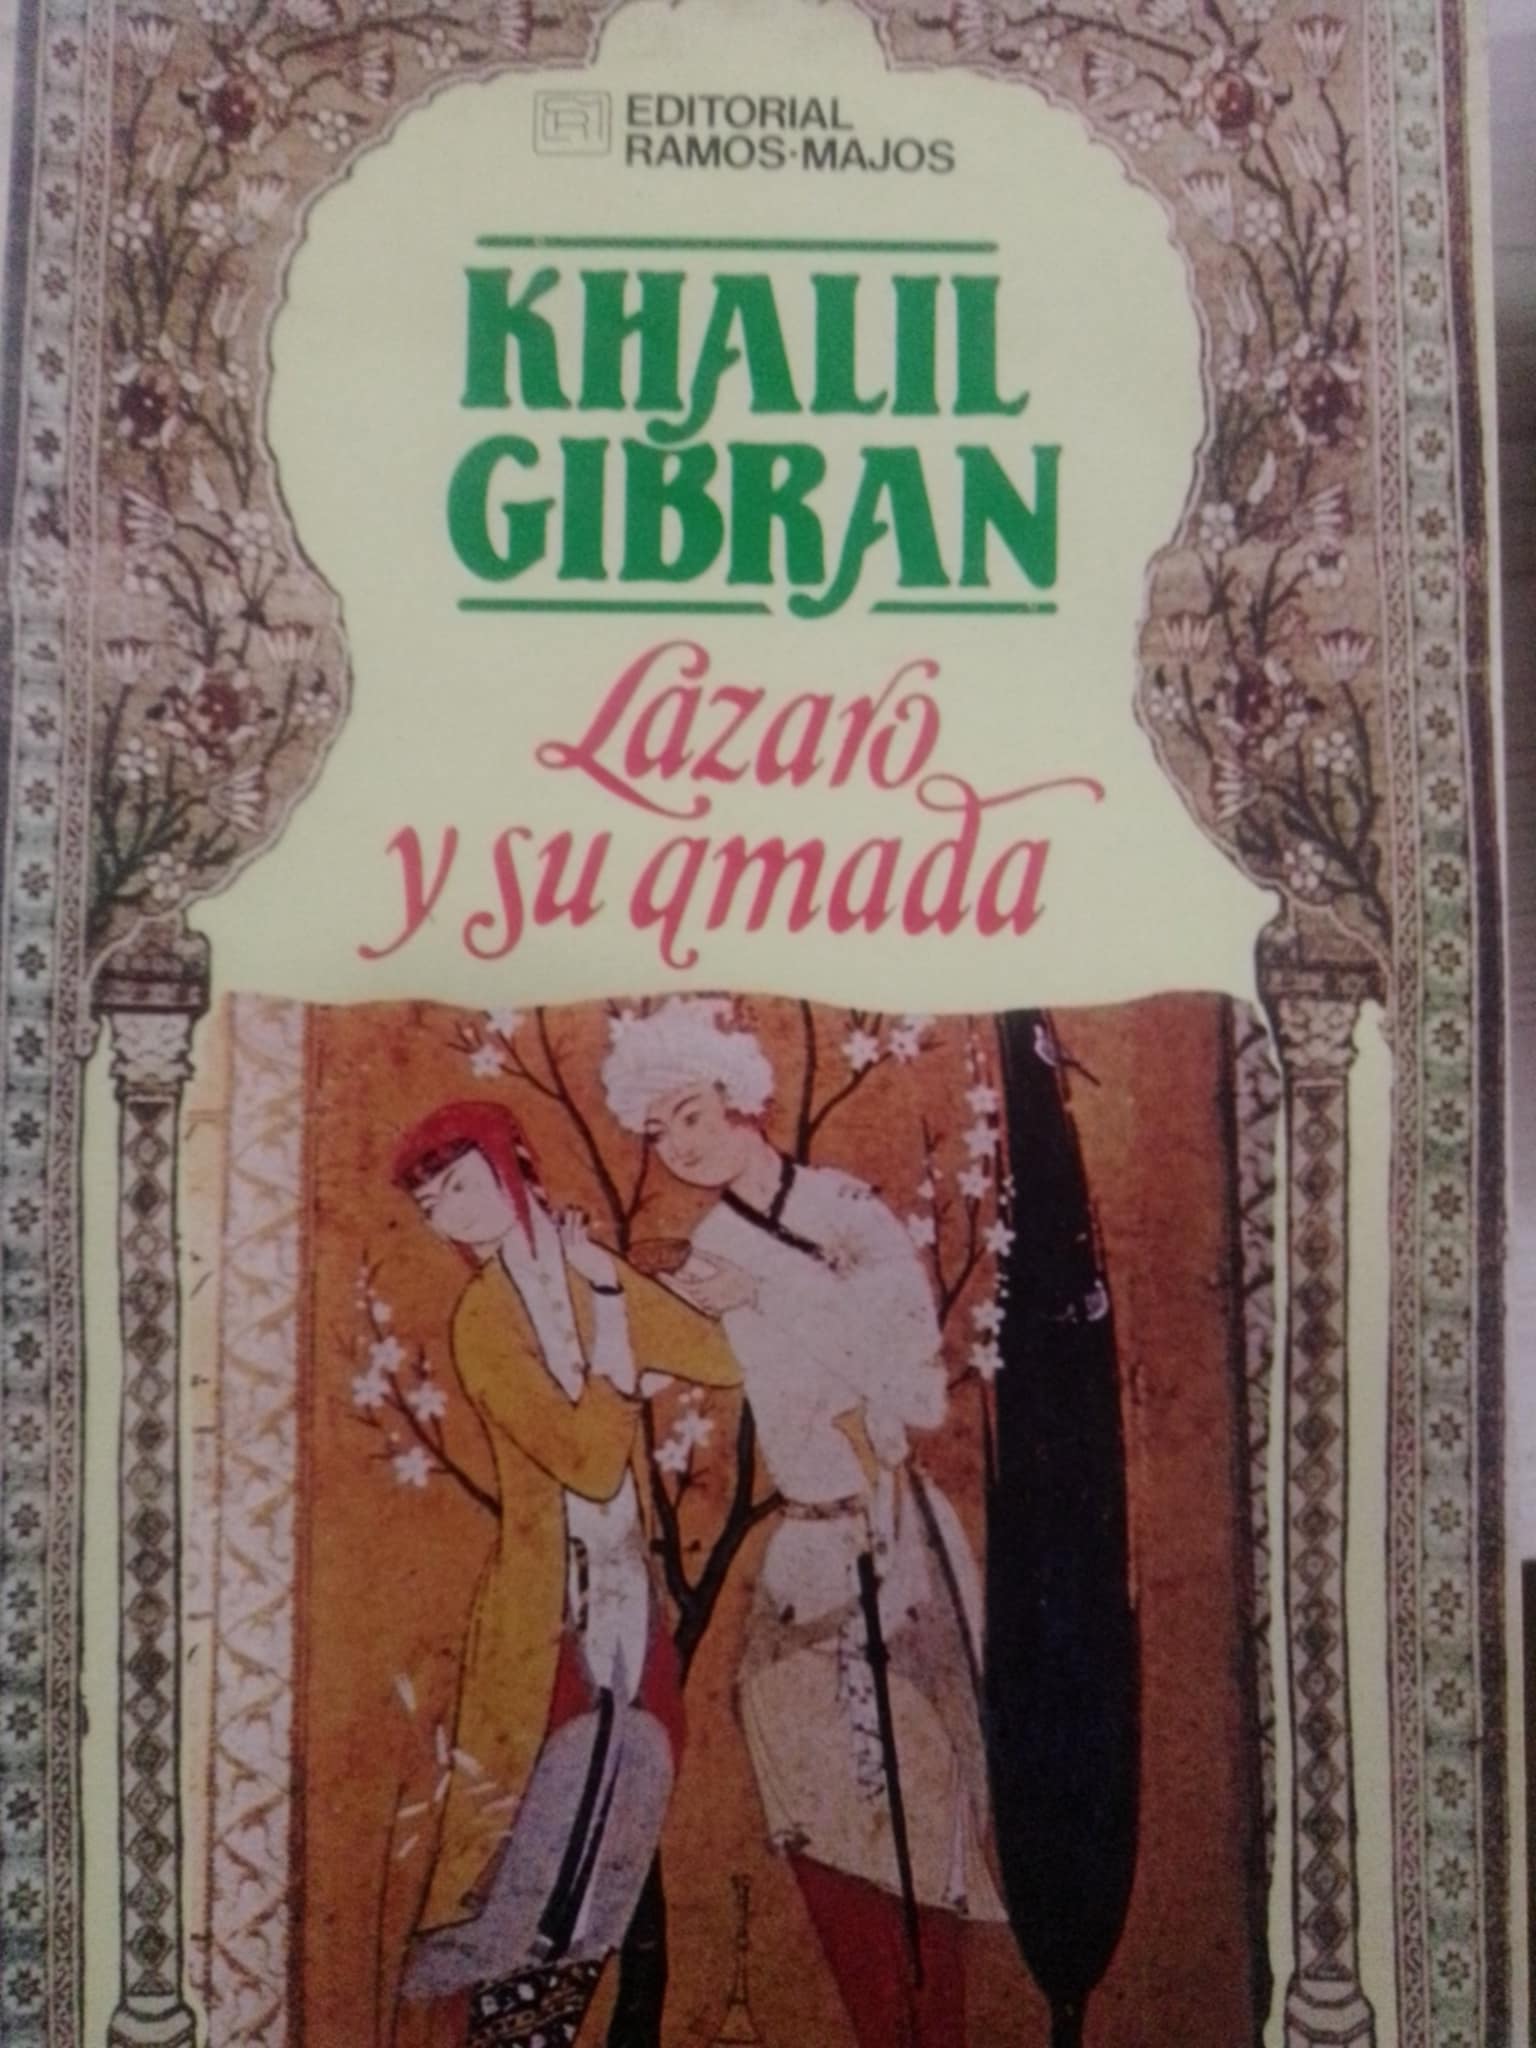 EDITORIAL
RAMOS·MAJOS
KHALIL
GIBRAN
Lázaro
y su amada